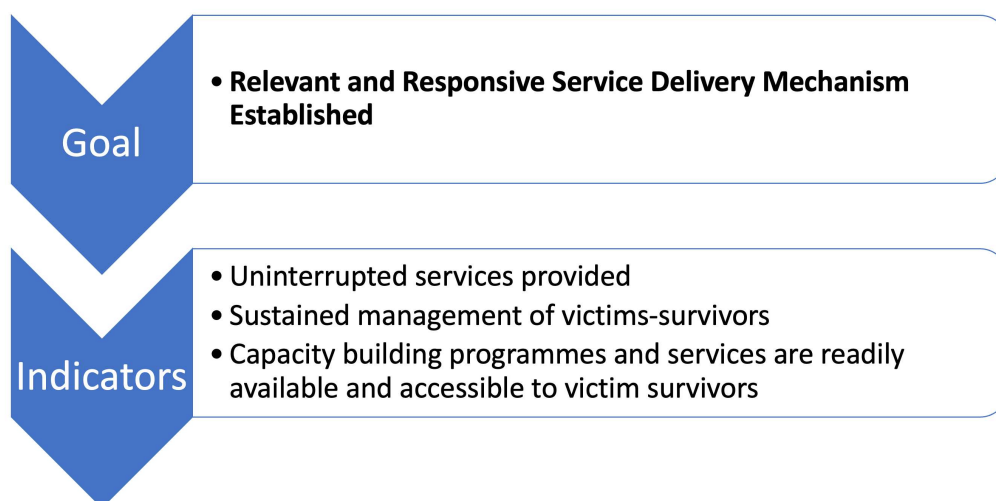 Goal
• Relevant and Responsive Service Delivery Mechanism
Established
Indicators
• Uninterrupted services provided
• Sustained management of victims-survivors
• Capacity building programmes and services are readily
available and accessible to victim survivors